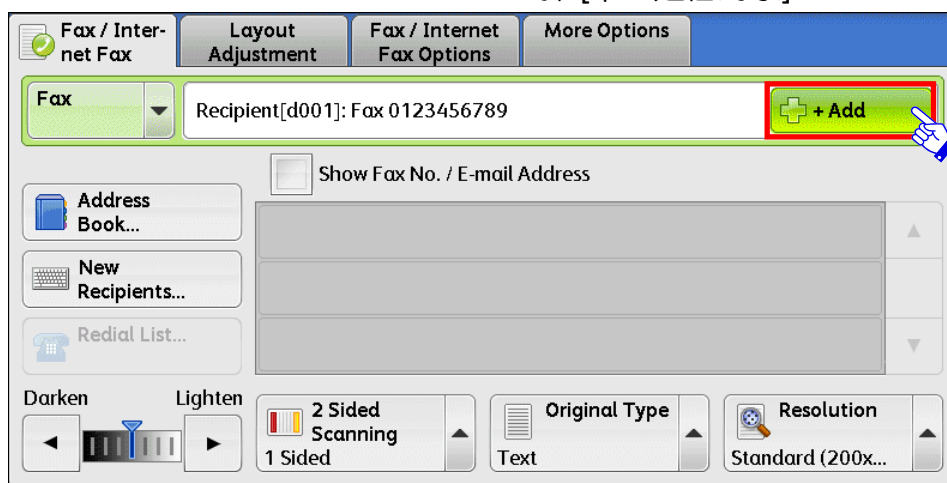 Fax / Inter-
net Fax
Layout
Adjustment
Fax / Internet
Fax Options
More Options
Fax
Recipient[d001]: Fax 0123456789
+ Add
Show Fax No. / E-mail Address
Address
Book...
New
Recipients...
Redial List...
Darken
Lighten
2 Sided
Scanning
1 Sided
Original Type
Text
Resolution
Standard (200x...